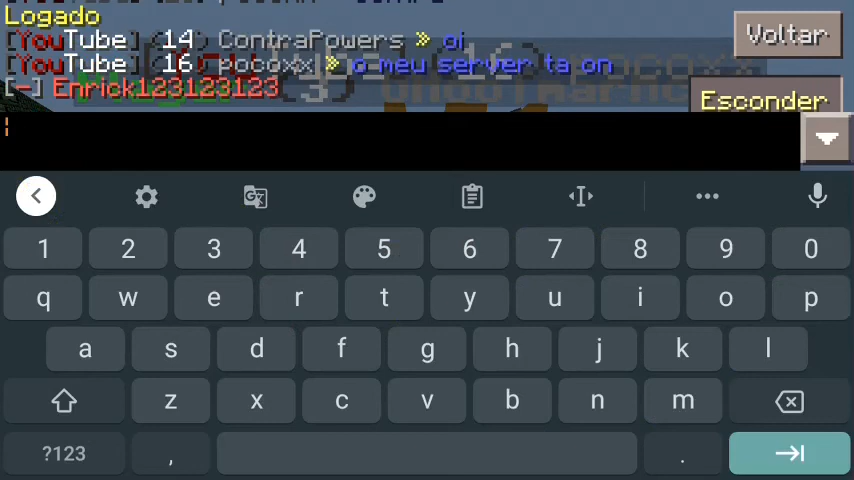 Logado
Voltar
[YouTube] (14) ContraPowers » oi
[YouTube] (16) pocoxx » o meu server ta on
[-] Enrick123123123
Esconder
1 2 3 4 5 6 7 8 9 0
q w e r t y u i o p
a s d f g h j k l
z x c v b n m
?123 , .